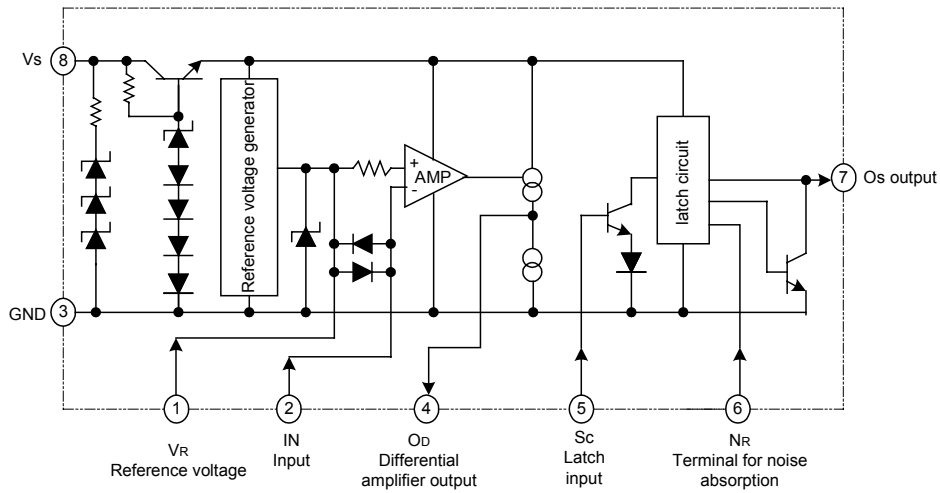 Vs
8
Reference voltage generator
+
AMP
-
latch circuit
7
Os output
GND
3
1
2
4
5
6
VR
Reference voltage
IN
Input
OD
Differential
amplifier output
Sc
Latch
input
NR
Terminal for noise
absorption